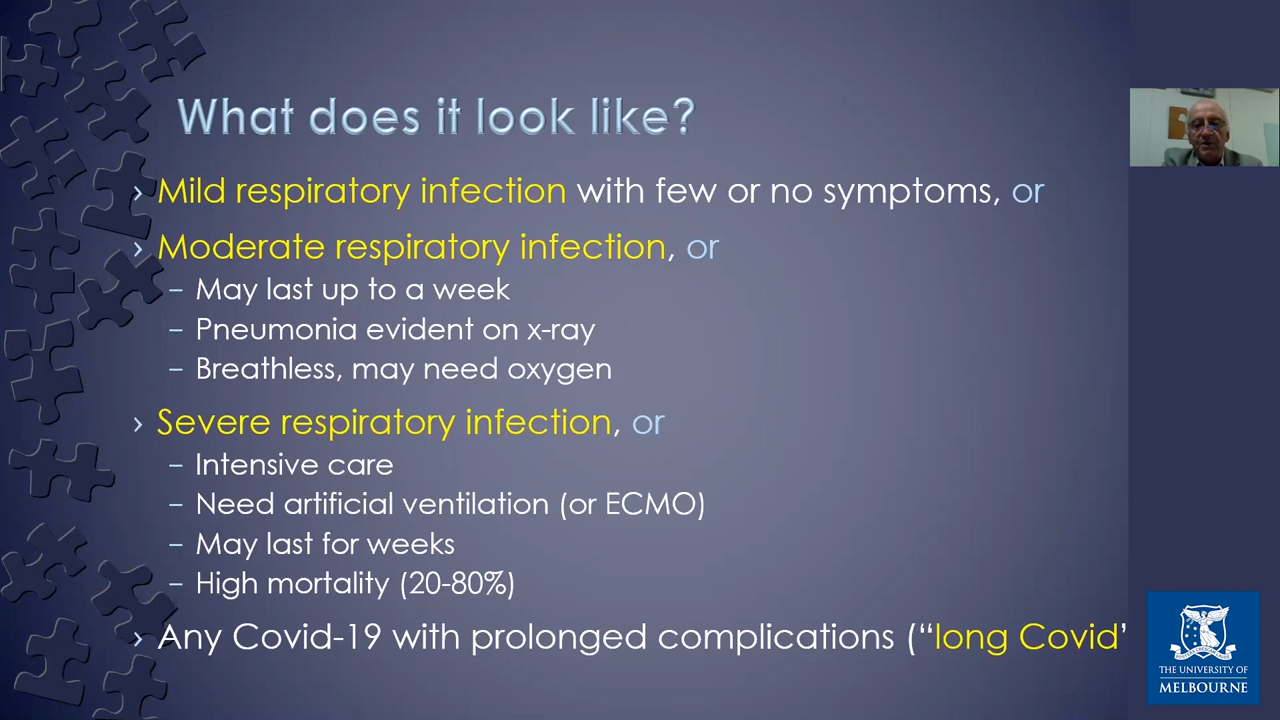 What does it look like?
› Mild respiratory infection with few or no symptoms, or
› Moderate respiratory infection, or
– May last up to a week
– Pneumonia evident on x-ray
– Breathless, may need oxygen
› Severe respiratory infection, or
– Intensive care
– Need artificial ventilation (or ECMO)
– May last for weeks
– High mortality (20-80%)
› Any Covid-19 with prolonged complications (“long Covid’
THE UNIVERSITY OF
MELBOURNE